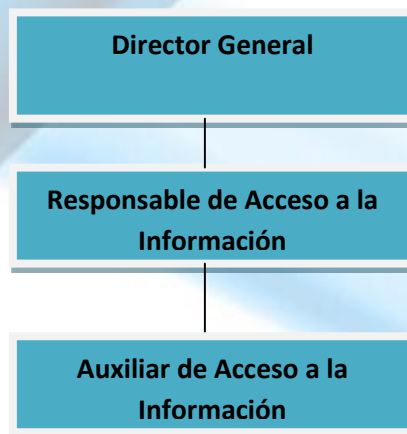 Director General
Responsable de Acceso a la
Información
Auxiliar de Acceso a la
Información